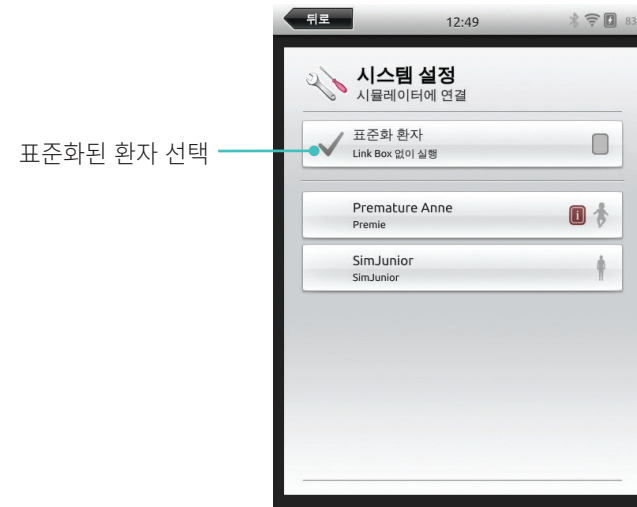 뒤로
12:49
83
시스템 설정
시뮬레이터에 연결
표준화된 환자 선택
표준화 환자
Link Box 없이 실행
Premature Anne
Premie
SimJunior
SimJunior